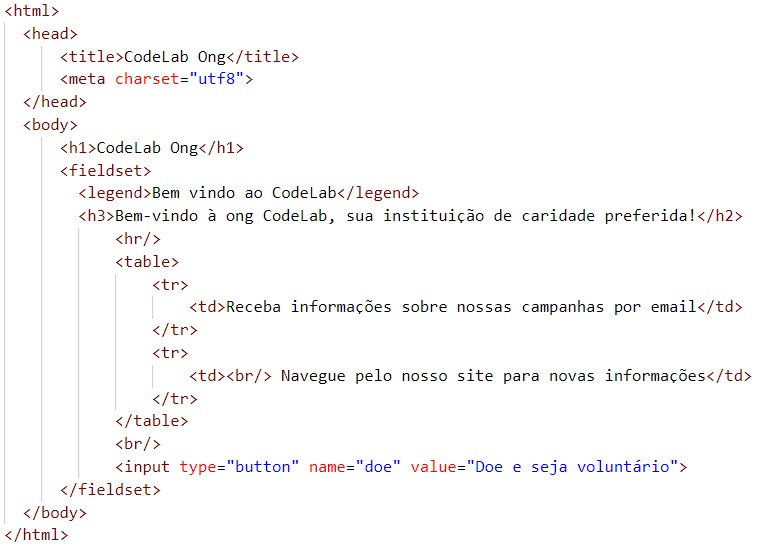 <html>
<head>
<title>CodeLab Ong</title>
<meta charset="utf8">
</head>
<body>
<h1>CodeLab Ong</h1>
<fieldset>
<legend>Bem vindo ao CodeLab</legend>
<h3>Bem-vindo à ong CodeLab, sua instituição de caridade preferida!</h2>
<hr/>
<table>
<tr>
<td>Receba informações sobre nossas campanhas por email</td>
</tr>
<tr>
<td><br/> Navegue pelo nosso site para novas informações</td>
</tr>
</table>
<br/>
<input type="button" name="doe" value="Doe e seja voluntário">
</fieldset>
</body>
</html>